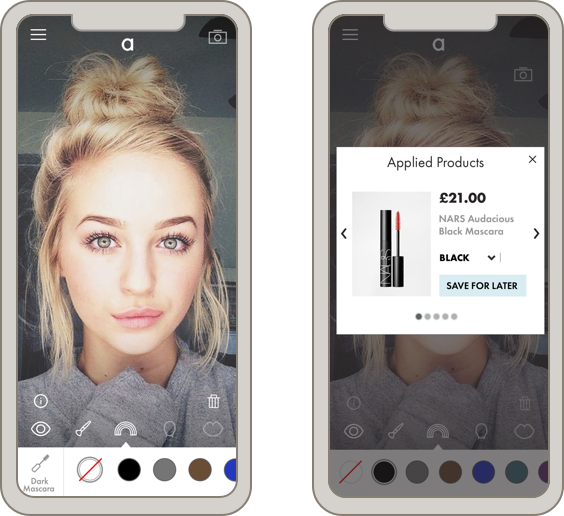 a
Dark
Mascara
a
Applied Products
£21.00
NARS Audacious
Black Mascara
BLACK
SAVE FOR LATER
NARS